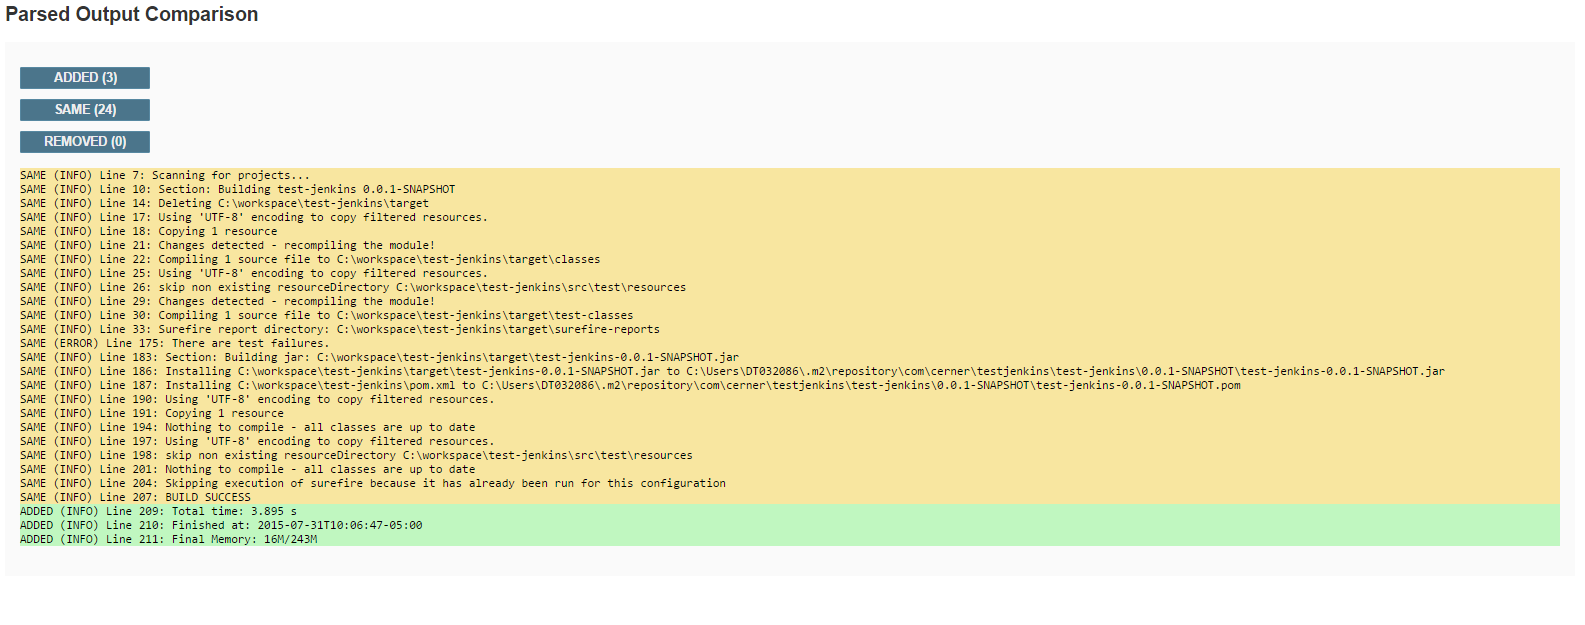 Parsed Output Comparison
ADDED (3)
SAME (24)
REMOVED (0)
SAME (INFO) Line 7: Scanning for projects...
SAME (INFO) Line 10: Section: Building test-jenkins 0.0.1-SNAPSHOT
SAME (INFO) Line 14: Deleting C:\workspace\test-jenkins\target
SAME (INFO) Line 17: Using 'UTF-8' encoding to copy filtered resources.
SAME (INFO) Line 18: Copying 1 resource
SAME (INFO) Line 21: Changes detected - recompiling the module!
SAME (INFO) Line 22: Compiling 1 source file to C:\workspace\test-jenkins\target\classes
SAME (INFO) Line 25: Using 'UTF-8' encoding to copy filtered resources.
SAME (INFO) Line 26: skip non existing resourceDirectory C:\workspace\test-jenkins\src\test\resources
SAME (INFO) Line 29: Changes detected - recompiling the module!
SAME (INFO) Line 30: Compiling 1 source file to C:\workspace\test-jenkins\target\test-classes
SAME (INFO) Line 33: Surefire report directory: C:\workspace\test-jenkins\target\surefire-reports
SAME (ERROR) Line 175: There are test failures.
SAME (INFO) Line 183: Section: Building jar: C:\workspace\test-jenkins\target\test-jenkins-0.0.1-SNAPSHOT.jar
SAME (INFO) Line 186: Installing C:\workspace\test-jenkins\target\test-jenkins-0.0.1-SNAPSHOT.jar to C:\Users\DT032086\.m2\repository\com\cerner\testjenkins\test-jenkins\0.0.1-SNAPSHOT\test-jenkins-0.0.1-SNAPSHOT.jar
SAME (INFO) Line 187: Installing C:\workspace\test-jenkins\pom.xml to C:\Users\DT032086\.m2\repository\com\cerner\testjenkins\test-jenkins\0.0.1-SNAPSHOT\test-jenkins-0.0.1-SNAPSHOT.pom
SAME (INFO) Line 190: Using 'UTF-8' encoding to copy filtered resources.
SAME (INFO) Line 191: Copying 1 resource
SAME (INFO) Line 194: Nothing to compile - all classes are up to date
SAME (INFO) Line 197: Using 'UTF-8' encoding to copy filtered resources.
SAME (INFO) Line 198: skip non existing resourceDirectory C:\workspace\test-jenkins\src\test\resources
SAME (INFO) Line 201: Nothing to compile - all classes are up to date
SAME (INFO) Line 204: Skipping execution of surefire because it has already been run for this configuration
SAME (INFO) Line 207: BUILD SUCCESS
ADDED (INFO) Line 209: Total time: 3.895 s
ADDED (INFO) Line 210: Finished at: 2015-07-31T10:06:47-05:00
ADDED (INFO) Line 211: Final Memory: 16M/243M